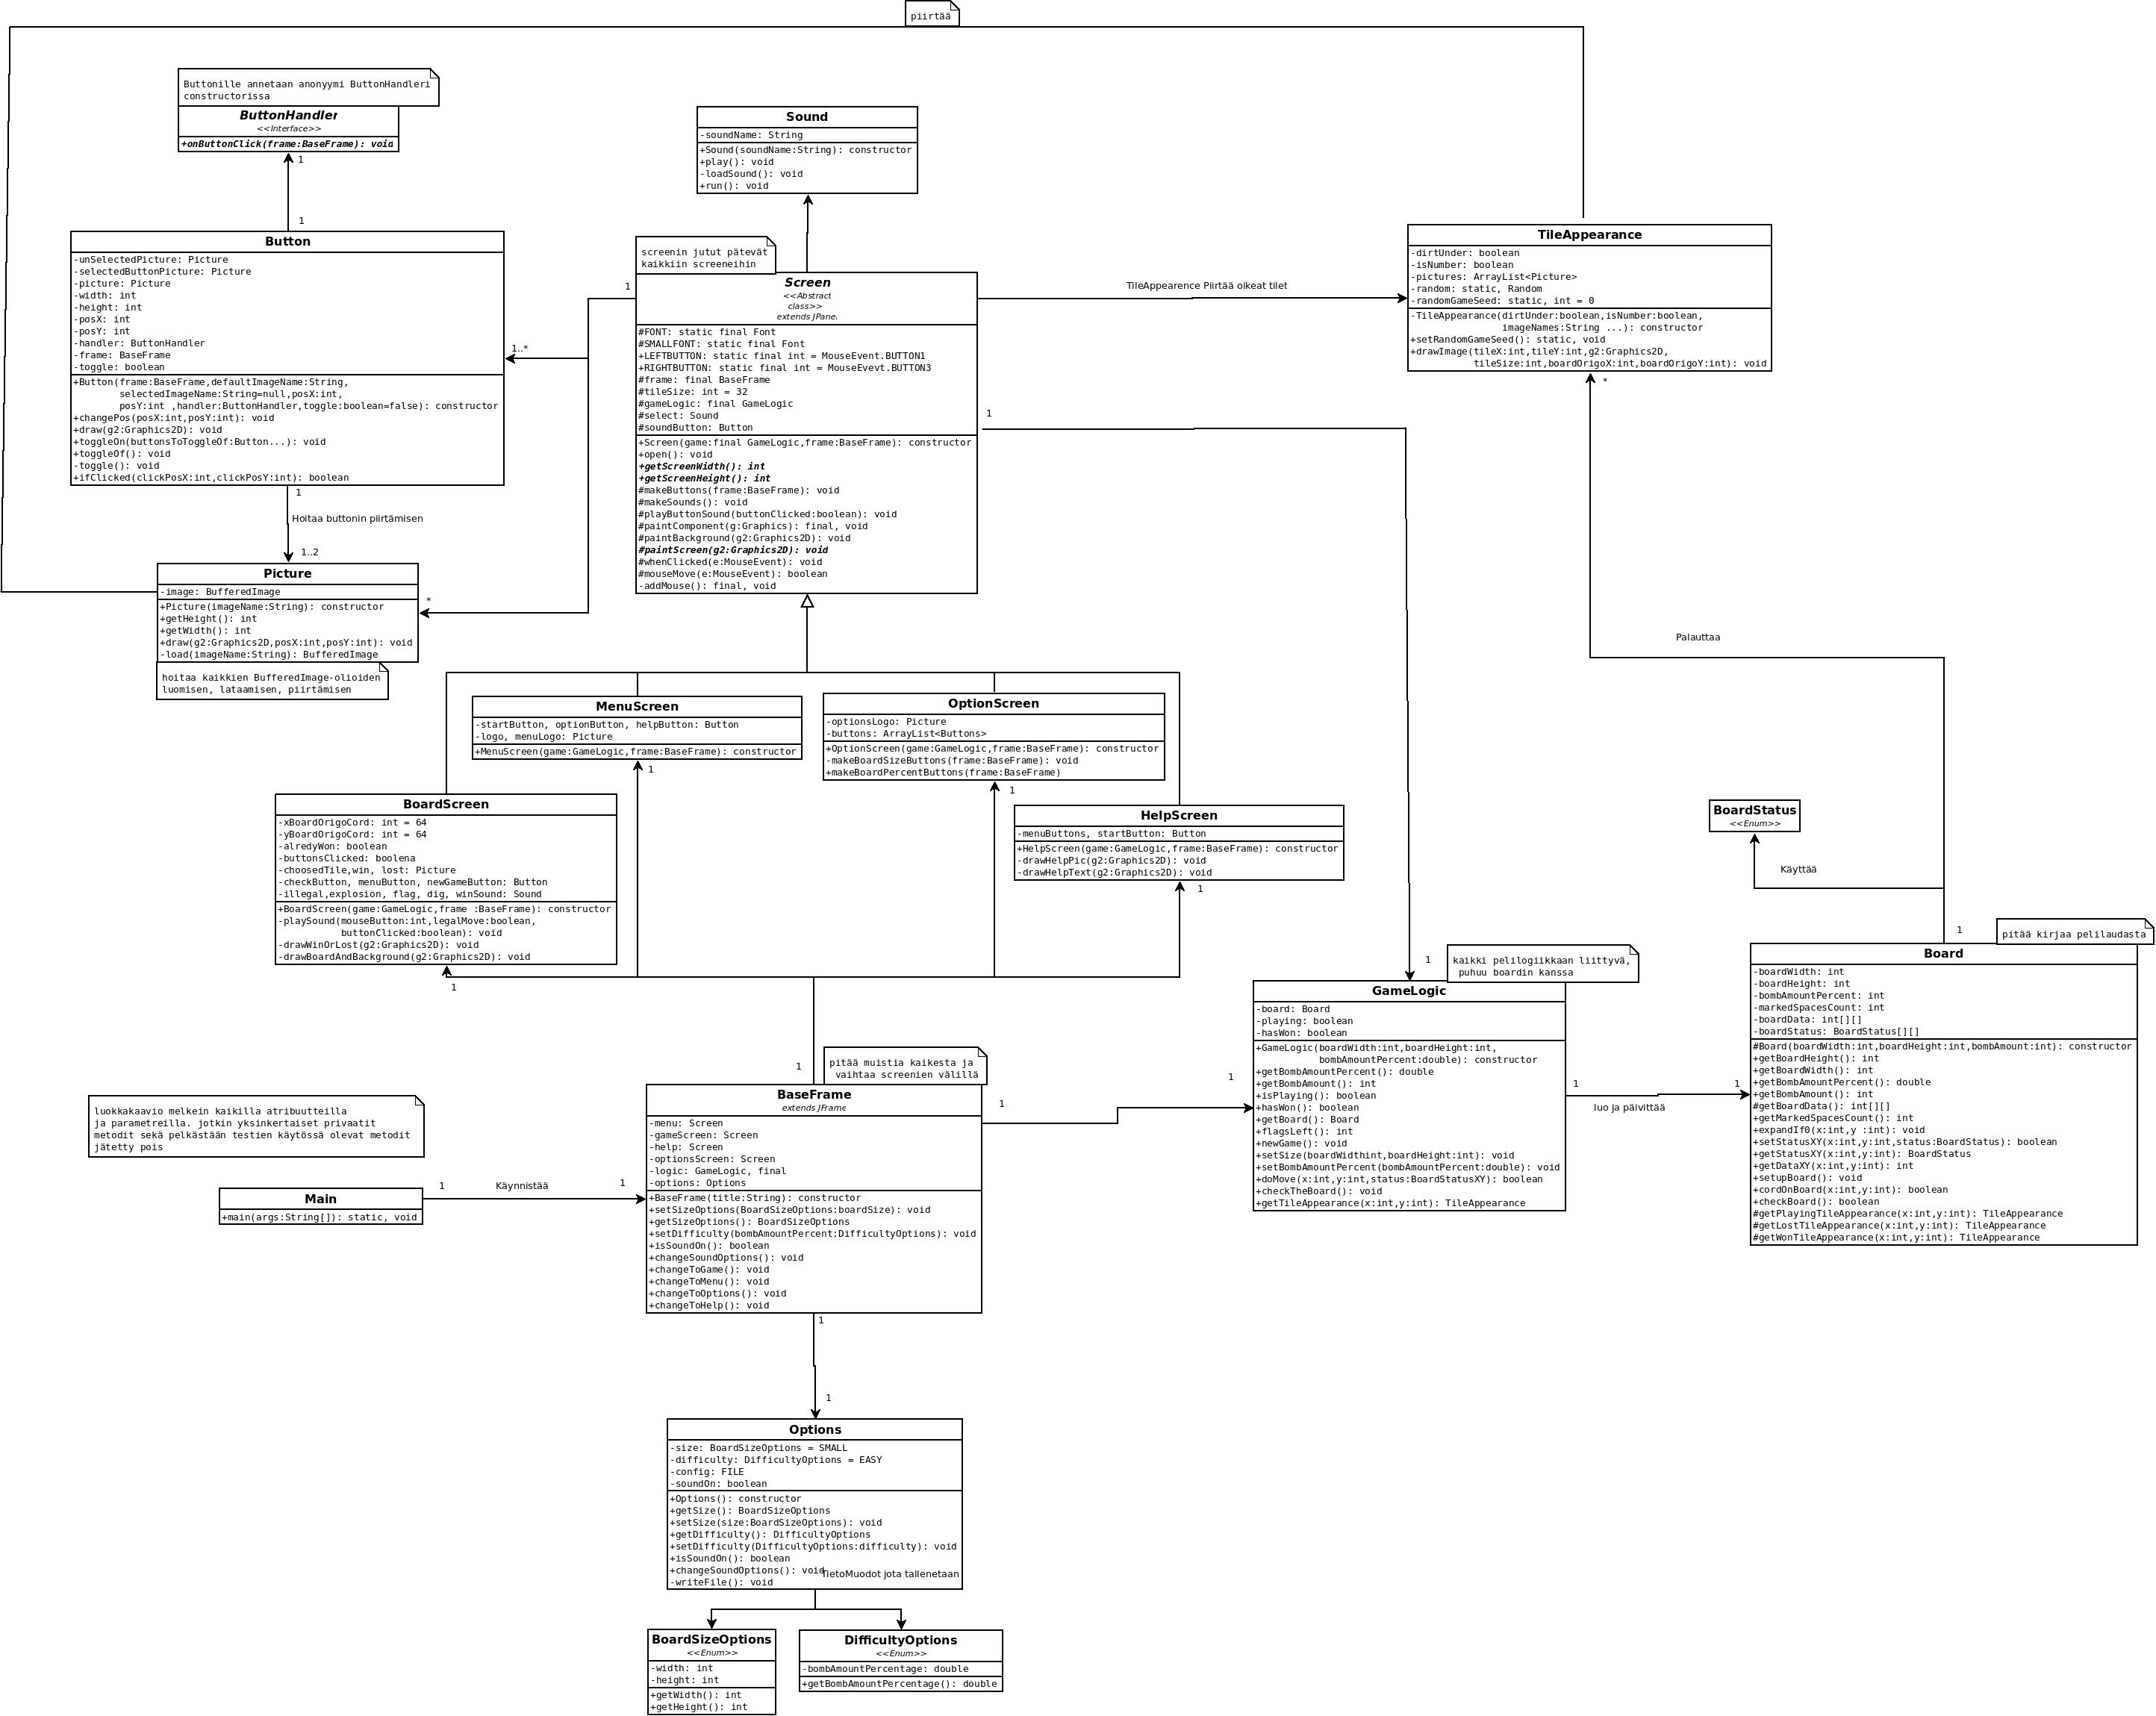 piirtää
Buttonille annetaan anonyymi ButtonHandleri
constructorissa
ButtonHandler
<<Interface>>
+onButtonClick(frame:BaseFrame): void
1
1
Button
-unSelectedPicture: Picture
-selectedButtonPicture: Picture
-picture: Picture
-width: int
-height: int
-posX: int
-posY: int
-handler: ButtonHandler
-frame: BaseFrame
-toggle: boolean
+Button(frame:BaseFrame,defaultImageName:String,
selectedImageName:String=null,posX:int,
posY:int ,handler:ButtonHandler,toggle:boolean=false): constructor
+changePos(posX:int,posY:int): void
+draw(g2:Graphics2D): void
+toggleOn(buttonsToToggleOf:Button...): void
+toggleOf(): void
-toggle(): void
+ifClicked(clickPosX:int,clickPosY:int): boolean
1
Hoitaa buttonin piirtämisen
1..2
Picture
-image: BufferedImage
+Picture(imageName:String): constructor
+getHeight(): int
+getWidth(): int
+draw(g2:Graphics2D,posX:int,posY:int): void
-load(imageName:String): BufferedImage
hoitaa kaikkien BufferedImage-olioiden
luomisen, lataamisen, piirtämisen
Sound
-soundName: String
+Sound(soundName:String): constructor
+play(): void
-loadSound(): void
+run(): void
screenin jutut pätevät
kaikkiin screeneihin
1
1..*
*
Screen
<<Abstract
class>>
extends JPanel
#FONT: static final Font
#SMALLFONT: static final Font
+LEFTBUTTON: static final int = MouseEvent.BUTTON1
+RIGHTBUTTON: static final int = MouseEvevt.BUTTON3
#frame: final BaseFrame
#tileSize: int = 32
#gameLogic: final GameLogic
#select: Sound
#soundButton: Button
+Screen(game:final GameLogic,frame:BaseFrame): constructor
+open(): void
+getScreenWidth(): int
+getScreenHeight(): int
#makeButtons(frame:BaseFrame): void
#makeSounds(): void
#playButtonSound(buttonClicked:boolean): void
#paintComponent(g:Graphics): final, void
#paintBackground(g2:Graphics2D): void
#paintScreen(g2:Graphics2D): void
#whenClicked(e:MouseEvent): void
#mouseMove(e:MouseEvent): boolean
-addMouse(): final, void
TileAppearence Piirtää oikeat tilet
1
TileAppearance
-dirtUnder: boolean
-isNumber: boolean
-pictures: ArrayList<Picture>
-random: static, Random
-randomGameSeed: static, int = 0
-TileAppearance(dirtUnder:boolean,isNumber:boolean,
imageNames:String ...): constructor
+setRandomGameSeed(): static, void
+drawImage(tileX:int,tileY:int,g2:Graphics2D,
tileSize:int,boardOrigoX:int,boardOrigoY:int): void
*
Palauttaa
MenuScreen
-startButton, optionButton, helpButton: Button
-logo, menuLogo: Picture
+MenuScreen(game:GameLogic,frame:BaseFrame): constructor
1
OptionScreen
-optionsLogo: Picture
-buttons: ArrayList<Buttons>
+OptionScreen(game:GameLogic,frame:BaseFrame): constructor
-makeBoardSizeButtons(frame:BaseFrame): void
+makeBoardPercentButtons(frame:BaseFrame)
1
BoardScreen
-xBoardOrigoCord: int = 64
-yBoardOrigoCord: int = 64
-alredyWon: boolean
-buttonsClicked: boolena
-choosedTile,win, lost: Picture
-checkButton, menuButton, newGameButton: Button
-illegal,explosion, flag, dig, winSound: Sound
+BoardScreen(game:GameLogic,frame :BaseFrame): constructor
-playSound(mouseButton:int,legalMove:boolean,
buttonClicked:boolean): void
-drawWinOrLost(g2:Graphics2D): void
-drawBoardAndBackground(g2:Graphics2D): void
1
HelpScreen
-menuButtons, startButton: Button
+HelpScreen(game:GameLogic,frame:BaseFrame): constructor
-drawHelpPic(g2:Graphics2D): void
-drawHelpText(g2:Graphics2D): void
1
BoardStatus
<<Enum>>
Käyttää
1
pitää kirjaa pelilaudasta
Board
-boardWidth: int
-boardHeight: int
-bombAmountPercent: int
-markedSpacesCount: int
-boardData: int[][]
-boardStatus: BoardStatus[][]
#Board(boardWidth:int,boardHeight:int,bombAmount:int): constructor
+getBoardHeight(): int
+getBoardWidth(): int
+getBombAmountPercent(): double
+getBombAmount(): int
#getBoardData(): int[][]
+getMarkedSpacesCount(): int
+expandIf0(x:int,y :int): void
+setStatusXY(x:int,y:int,status:BoardStatus): boolean
+getStatusXY(x:int,y:int): BoardStatus
+getDataXY(x:int,y:int): int
+setupBoard(): void
+cordOnBoard(x:int,y:int): boolean
+checkBoard(): boolean
#getPlayingTileAppearance(x:int,y:int): TileAppearance
#getLostTileAppearance(x:int,y:int): TileAppearance
#getWonTileAppearance(x:int,y:int): TileAppearance
1
kaikki pelilogiikkaan liittyvä,
puhuu boardin kanssa
GameLogic
-board: Board
-playing: boolean
-hasWon: boolean
+GameLogic(boardWidth:int,boardHeight:int,
bombAmountPercent:double): constructor
+getBombAmountPercent(): double
+getBombAmount(): int
+isPlaying(): boolean
+hasWon(): boolean
+getBoard(): Board
+flagsLeft(): int
+newGame(): void
+setSize(boardWidthint,boardHeight:int): void
+setBombAmountPercent(bombAmountPercent:double): void
+doMove(x:int,y:int,status:BoardStatusXY): boolean
+checkTheBoard(): void
+getTileAppearance(x:int,y:int): TileAppearance
1
1
luo ja päivittää
1
1
pitää muistia kaikesta ja
vaihtaa screenien välillä
BaseFrame
extends JFrame
-menu: Screen
-gameScreen: Screen
-help: Screen
-optionsScreen: Screen
-logic: GameLogic, final
-options: Options
+BaseFrame(title:String): constructor
+setSizeOptions(BoardSizeOptions:boardSize): void
+getSizeOptions(): BoardSizeOptions
+setDifficulty(bombAmountPercent:DifficultyOptions): void
+isSoundOn(): boolean
+changeSoundOptions(): void
+changeToGame(): void
+changeToMenu(): void
+changeToOptions(): void
+changeToHelp(): void
1
1
luokkakaavio melkein kaikilla atribuutteilla
ja parametreilla. jotkin yksinkertaiset privaatit
metodit sekä pelkästään testien käytössä olevat metodit
jätetty pois
Main
+main(args:String[]): static, void
1
Käynnistää
1
1
Options
-size: BoardSizeOptions = SMALL
-difficulty: DifficultyOptions = EASY
-config: FILE
-soundOn: boolean
+Options(): constructor
+getSize(): BoardSizeOptions
+setSize(size:BoardSizeOptions): void
+getDifficulty(): DifficultyOptions
+setDifficulty(DifficultyOptions:difficulty): void
+isSoundOn(): boolean
+changeSoundOptions(): void
TietoMuodot jota tallenetaan
-writeFile(): void
BoardSizeOptions
<<Enum>>
-width: int
-height: int
+getWidth(): int
+getHeight(): int
DifficultyOptions
<<Enum>>
-bombAmountPercentage: double
+getBombAmountPercentage(): double